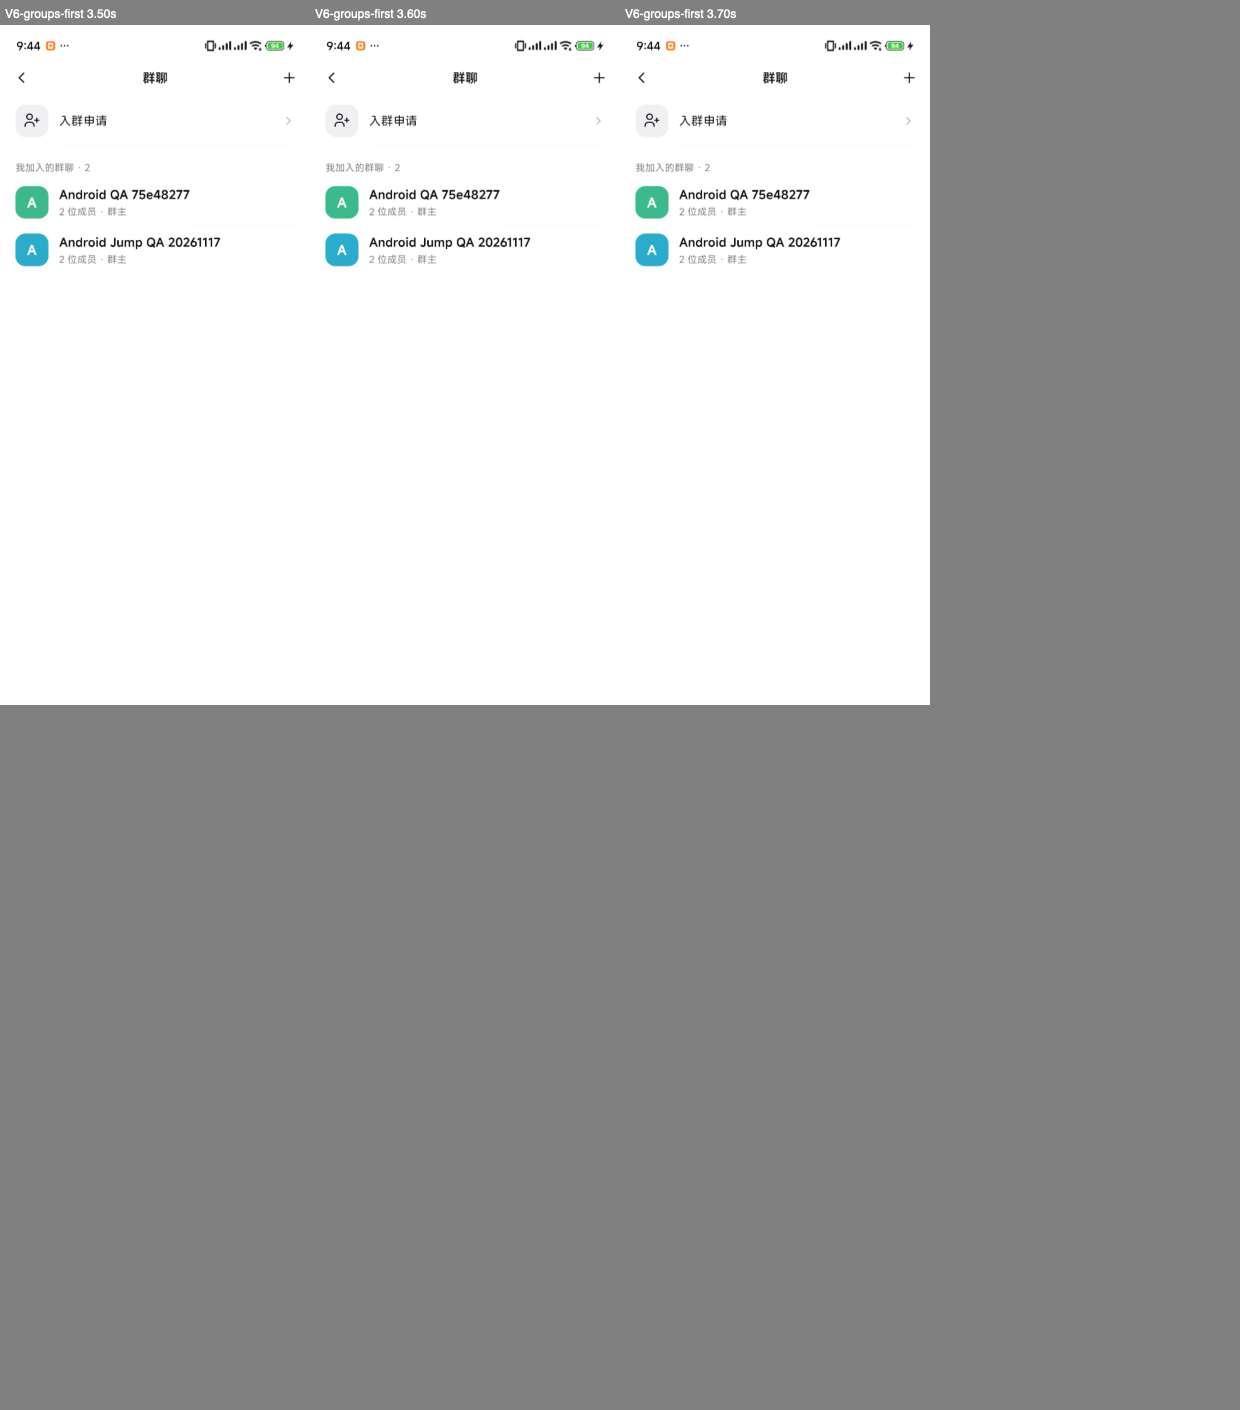 V6-groups-first 3.50s
9:44 ...
94
群聊
入群申请
我加入的群聊 · 2
A
Android QA 75e48277
2 位成员 · 群主
A
Android Jump QA 20261117
2 位成员 · 群主
V6-groups-first 3.60s
9:44 ...
94
群聊
入群申请
我加入的群聊 · 2
A
Android QA 75e48277
2 位成员 · 群主
A
Android Jump QA 20261117
2 位成员 · 群主
V6-groups-first 3.70s
9:44 ...
94
群聊
入群申请
我加入的群聊 · 2
A
Android QA 75e48277
2 位成员 · 群主
A
Android Jump QA 20261117
2 位成员 · 群主